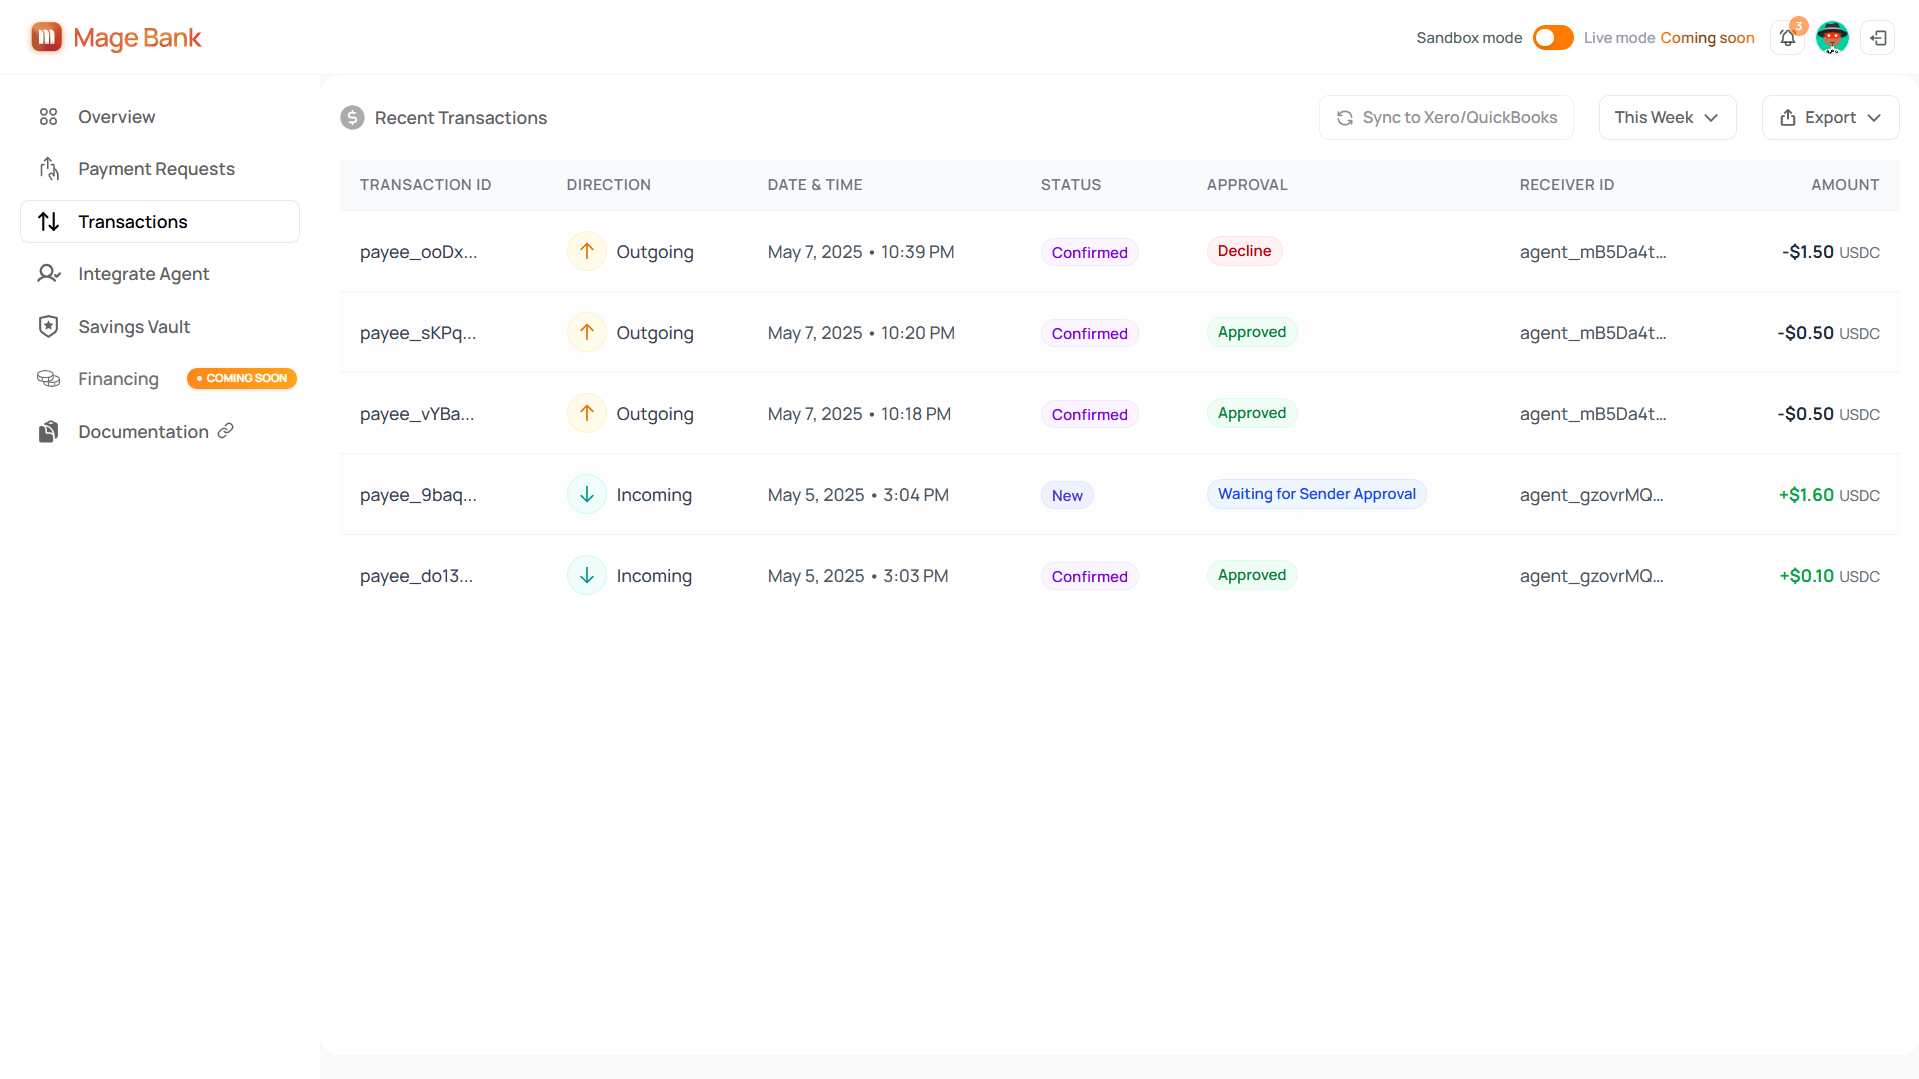 m Mage Bank
Sandbox mode Live mode Coming soon 3
Overview
Payment Requests
Transactions
Integrate Agent
Savings Vault
Financing COMING SOON
Documentation
$ Recent Transactions Sync to Xero/QuickBooks This Week Export
TRANSACTION ID DIRECTION DATE & TIME STATUS APPROVAL RECEIVER ID AMOUNT
payee_ooDx... Outgoing May 7, 2025 • 10:39 PM Confirmed Decline agent_mB5Da4t... -$1.50 USDC
payee_sKPq... Outgoing May 7, 2025 • 10:20 PM Confirmed Approved agent_mB5Da4t... -$0.50 USDC
payee_vYBa... Outgoing May 7, 2025 • 10:18 PM Confirmed Approved agent_mB5Da4t... -$0.50 USDC
payee_9baq... Incoming May 5, 2025 • 3:04 PM New Waiting for Sender Approval agent_gzovrMQ... +$1.60 USDC
payee_do13... Incoming May 5, 2025 • 3:03 PM Confirmed Approved agent_gzovrMQ... +$0.10 USDC